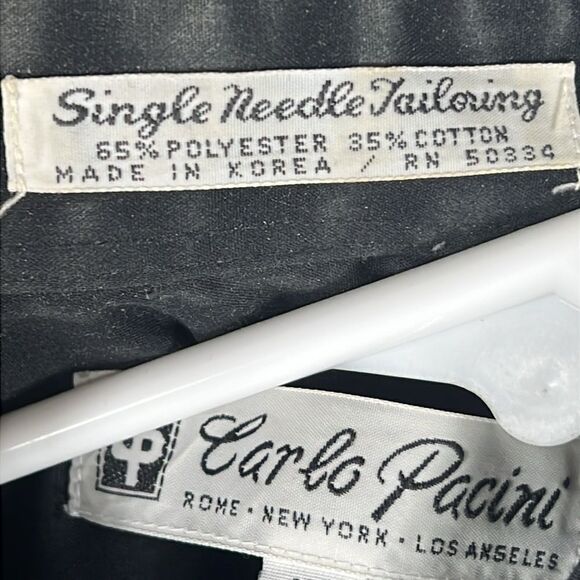 Single Needle Tailoring
65% POLYESTER 35% COTTON
MADE IN KOREA / RN 50334
Carlo Pacini
ROME · NEW YORK · LOS ANGELES